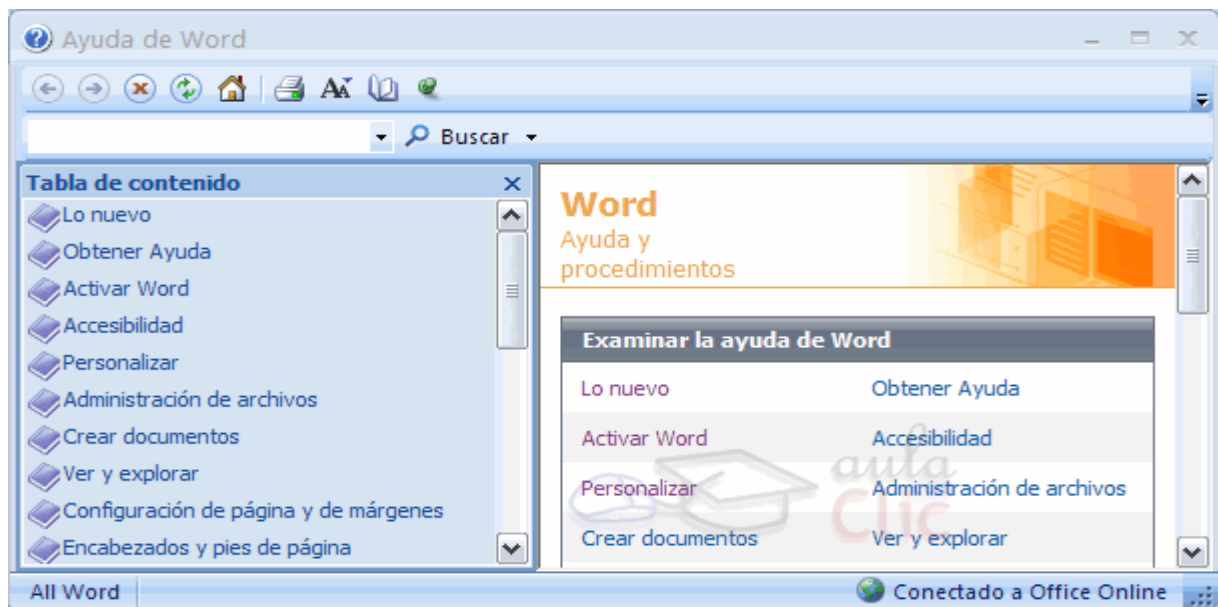 Ayuda de Word
Buscar
Tabla de contenido
Lo nuevo
Obtener Ayuda
Activar Word
Accesibilidad
Personalizar
Administración de archivos
Crear documentos
Ver y explorar
Configuración de página y de márgenes
Encabezados y pies de página
Word
Ayuda y
procedimientos
Examinar la ayuda de Word
Lo nuevo Obtener Ayuda
Activar Word Accesibilidad
Personalizar Administración de archivos
Crear documentos Ver y explorar
aula
Clic
All Word
Conectado a Office Online